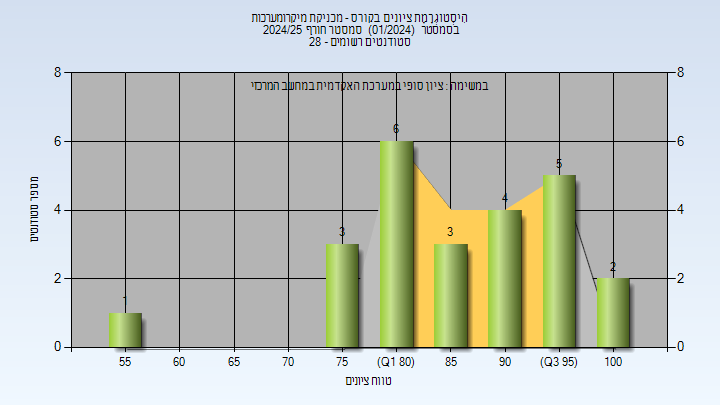 היסטוגרמת ציונים בקורס - מכניקת מיקרומערכות
בסמסטר (01/2024) סמסטר חורף 2024/25
סטודנטים רשומים - 28
במשימה: ציון סופי במערכת האקדמית במחשב המרכזי
8 8
6 6
4 4
2 2
0 0
מספר סטודנטים
1 3 6 3 4 5 2
55 60 65 70 75 (Q1 80) 85 90 (Q3 95) 100
טווח ציונים